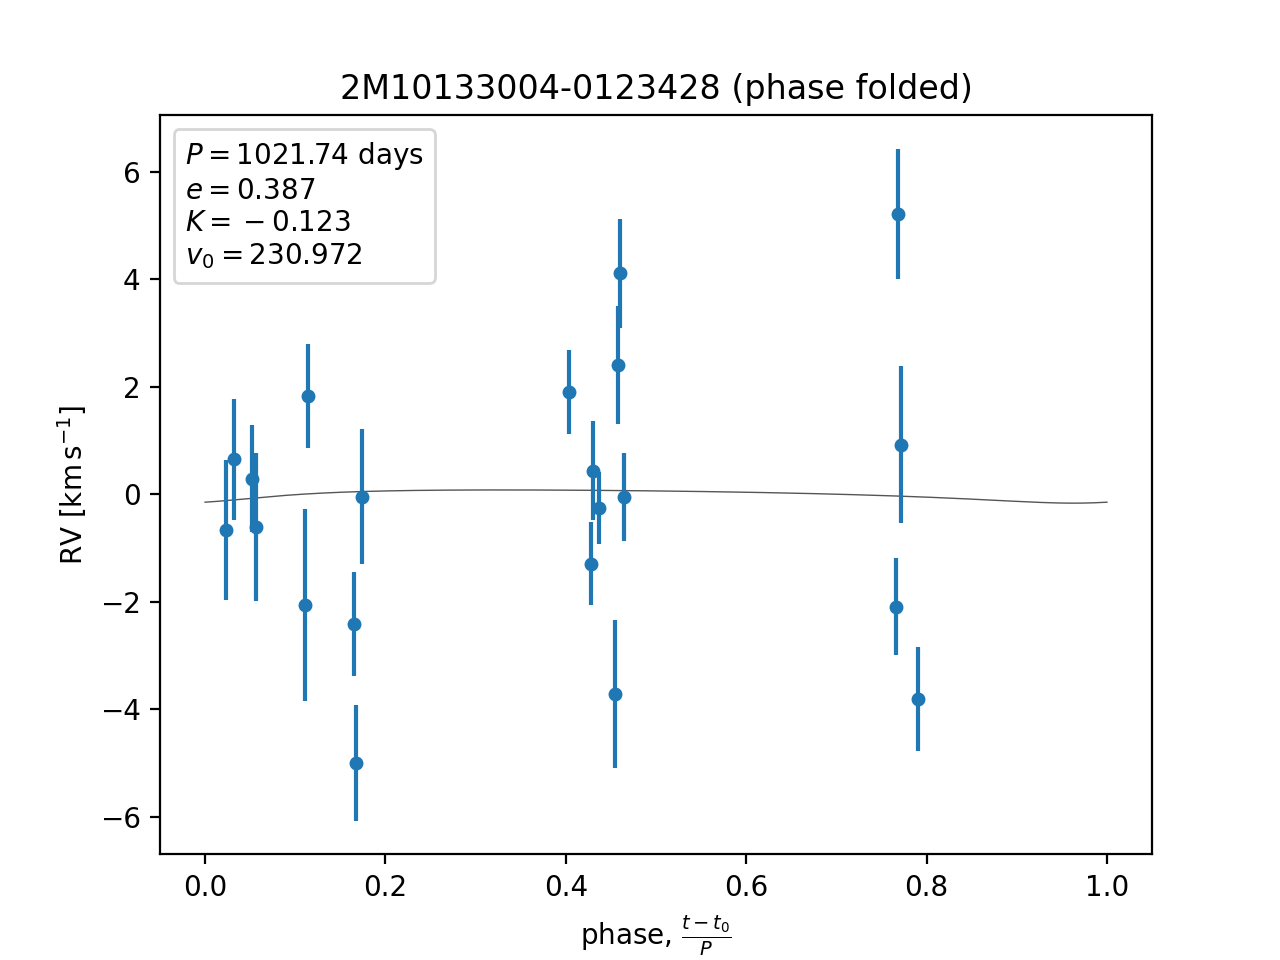 2M10133004-0123428 (phase folded)
P = 1021.74 days
e = 0.387
K = −0.123
v₀ = 230.972
RV [km s⁻¹]
6
4
2
0
−2
−4
−6
0.0 0.2 0.4 0.6 0.8 1.0
phase, (t − t₀)/P